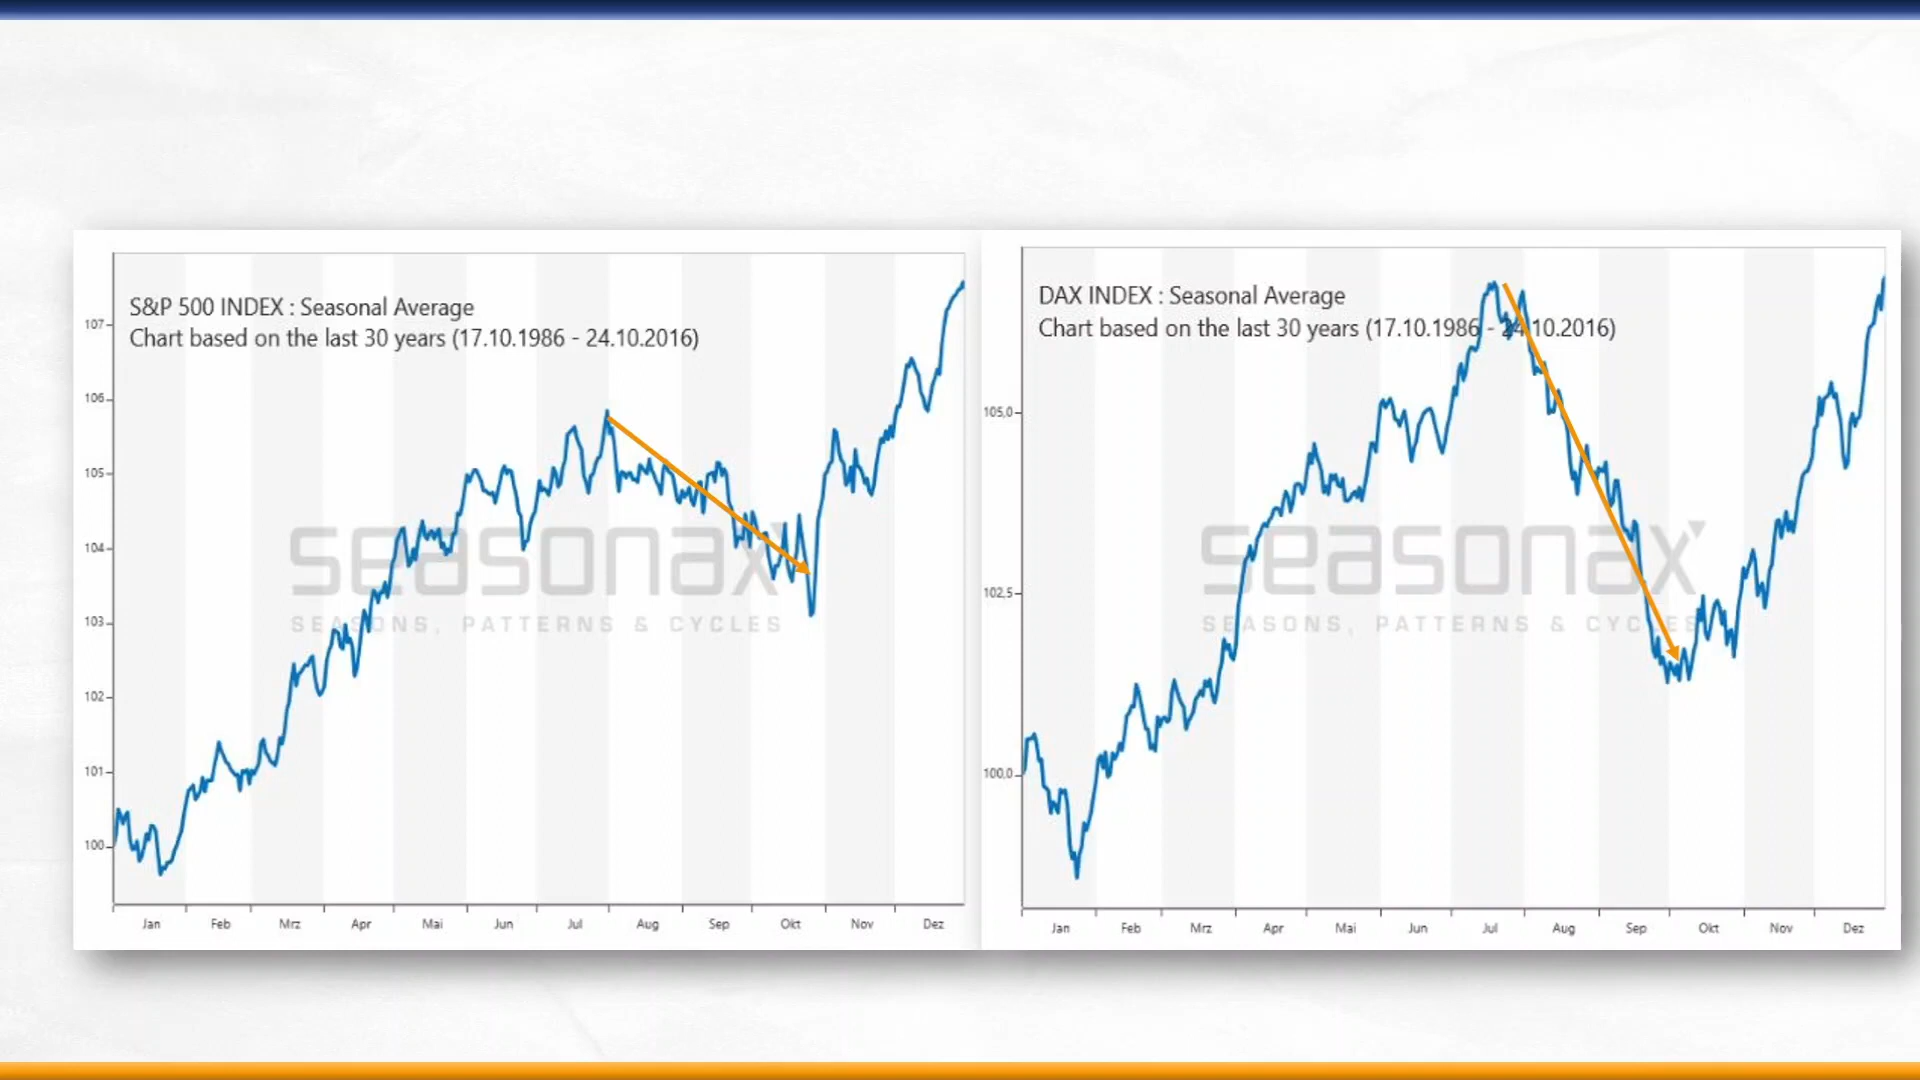 S&P 500 INDEX : Seasonal Average
Chart based on the last 30 years (17.10.1986 - 24.10.2016)
107
106
105
104
103
102
101
100
seasonax
SEASONS, PATTERNS & CYCLES
Jan Feb Mrz Apr Mai Jun Jul Aug Sep Okt Nov Dez
DAX INDEX : Seasonal Average
Chart based on the last 30 years (17.10.1986 - 24.10.2016)
105.0
102.5
100.0
seasonax
SEASONS, PATTERNS & CYCLES
Jan Feb Mrz Apr Mai Jun Jul Aug Sep Okt Nov Dez